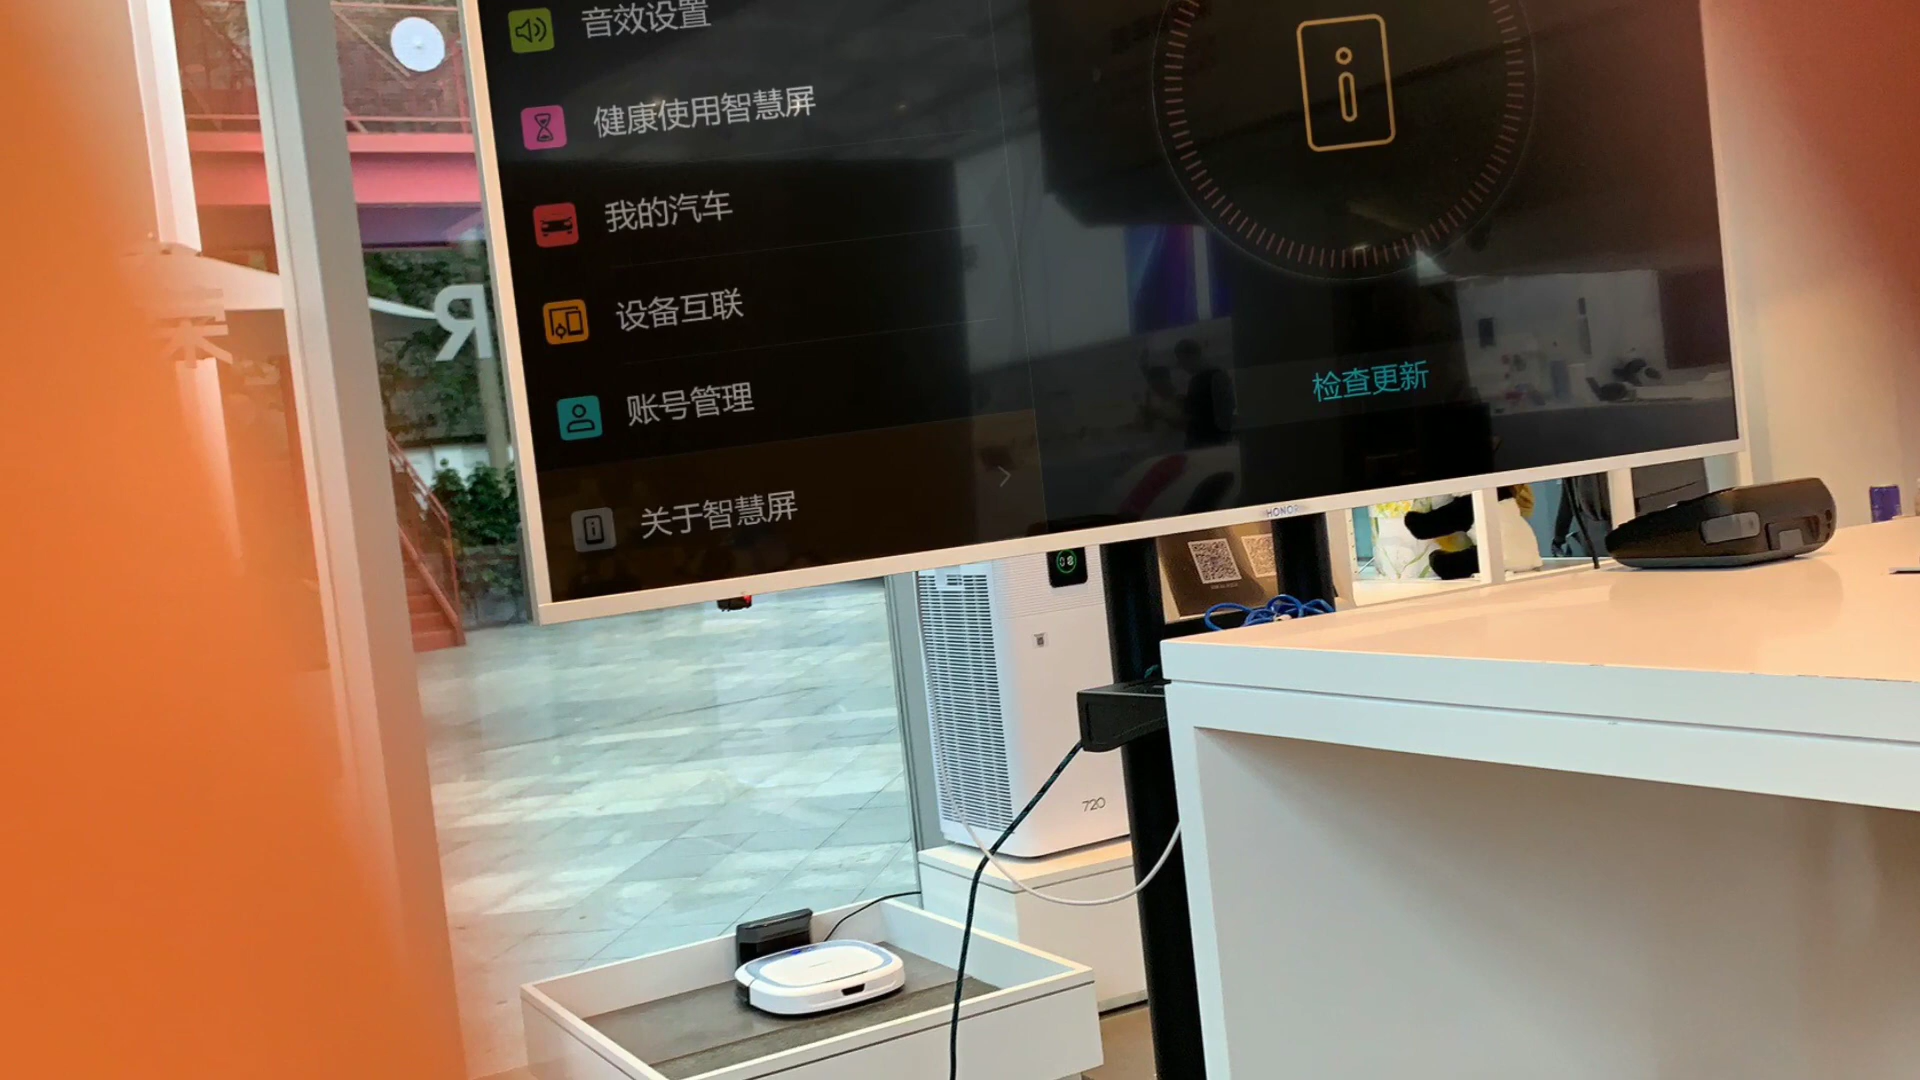 音效设置
健康使用智慧屏
我的汽车
设备互联
账号管理
关于智慧屏
检查更新
HONOR
08
720
R